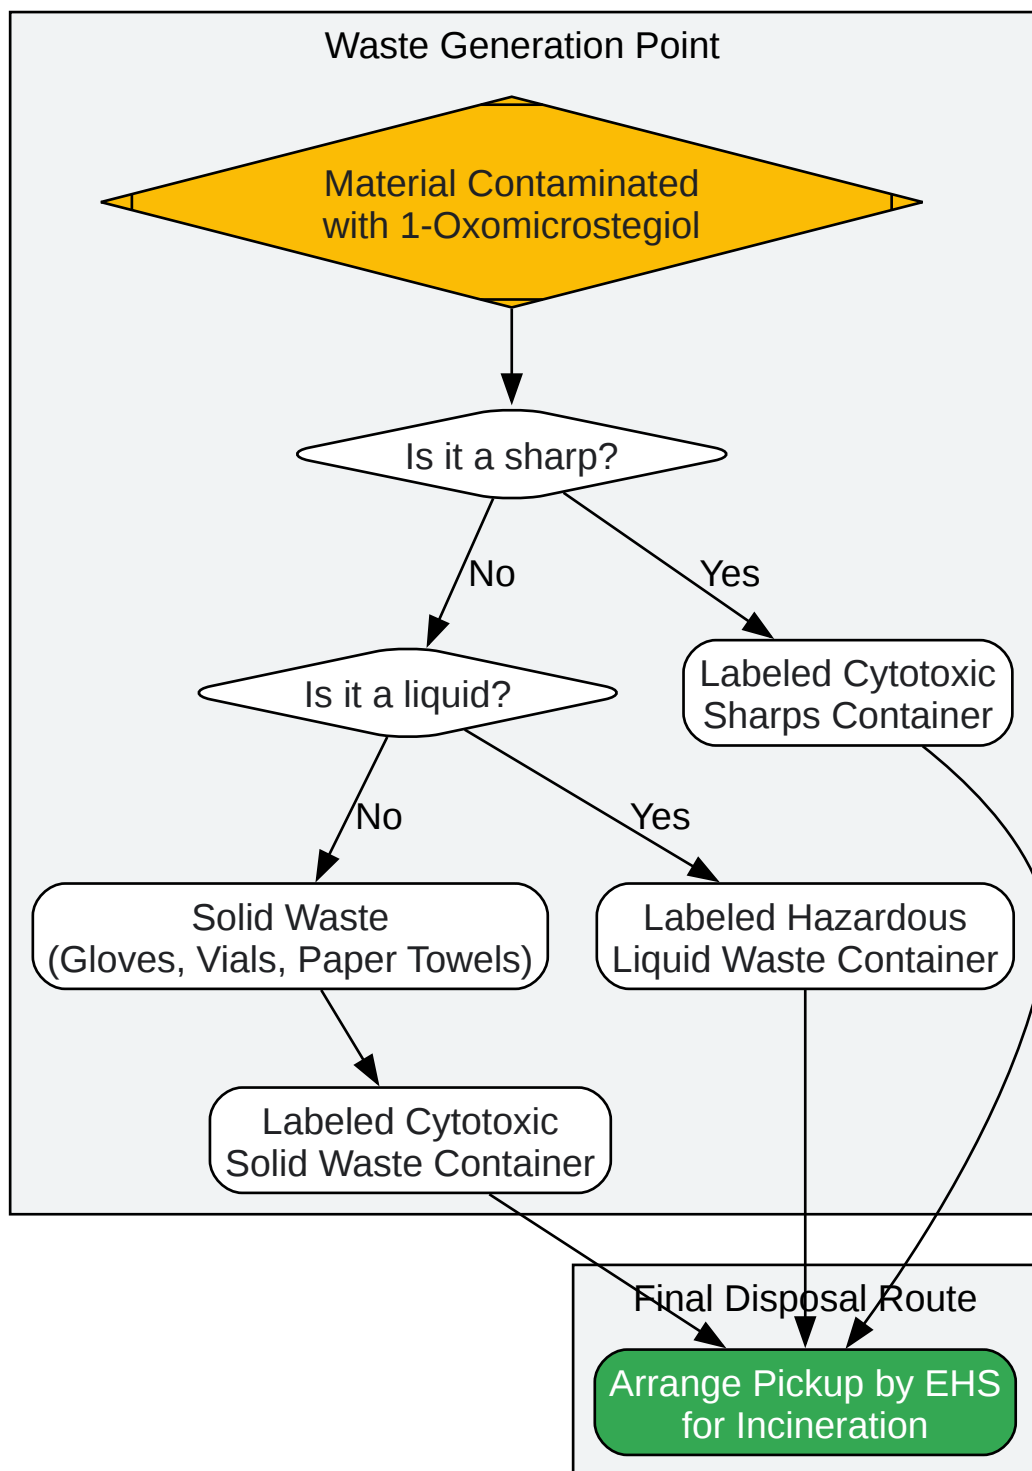 Waste Generation Point
Material Contaminated
with 1-Oxomicrostegiol
Is it a sharp?
No
Yes
Is it a liquid?
Labeled Cytotoxic
Sharps Container
No
Yes
Solid Waste
(Gloves, Vials, Paper Towels)
Labeled Hazardous
Liquid Waste Container
Labeled Cytotoxic
Solid Waste Container
Final Disposal Route
Arrange Pickup by EHS
for Incineration